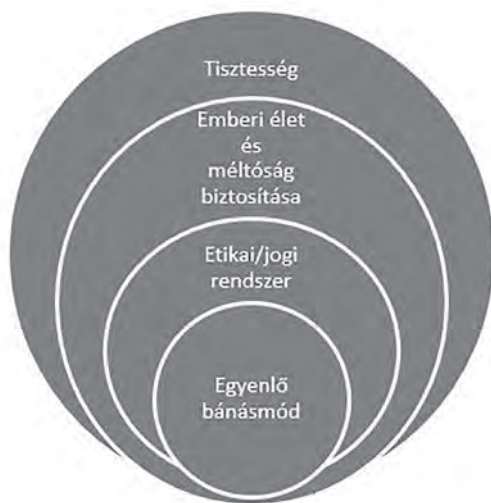 Tisztesség
Emberi élet
és
méltóság
biztosítása
Etikai/jogi
rendszer
Egyenlő
bánásmód